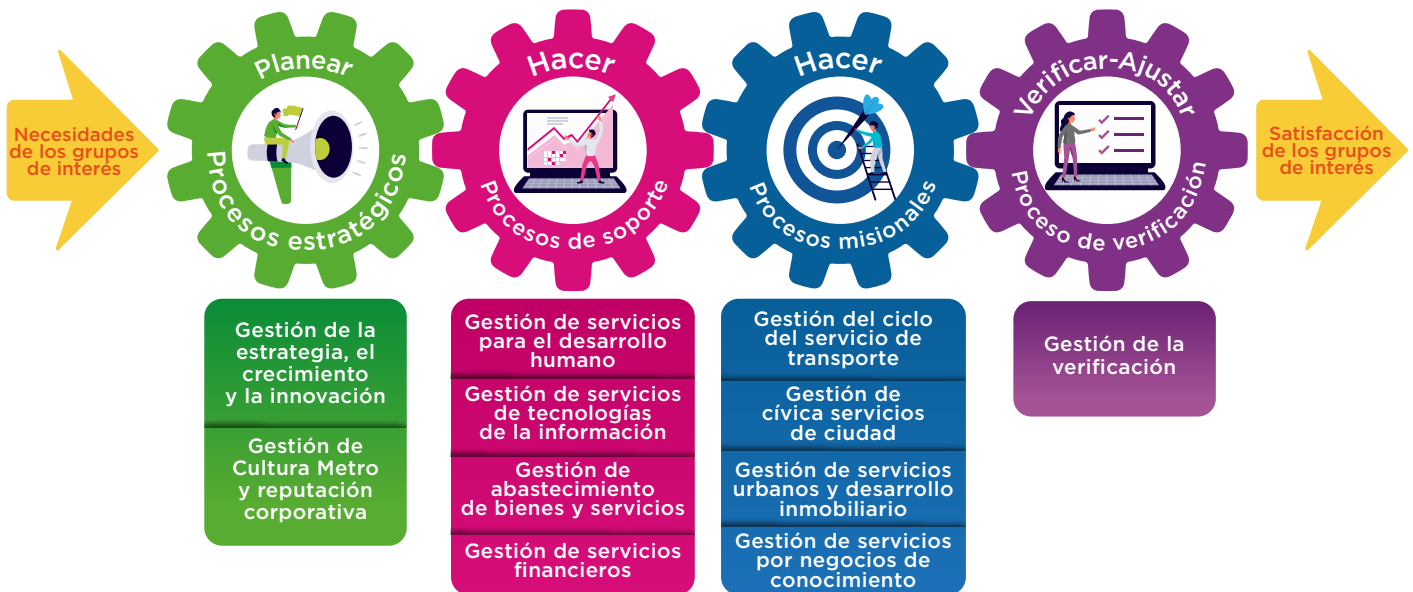 Necesidades
de los grupos
de interés
Planear
Procesos estratégicos
Hacer
Procesos de soporte
Hacer
Procesos misionales
Verificar-Ajustar
Proceso de verificación
Satisfacción
de los grupos
de interés
Gestión de la
estrategia, el
crecimiento
y la innovación
Gestión de
Cultura Metro
y reputación
corporativa
Gestión de servicios
para el desarrollo
humano
Gestión de servicios
de tecnologías
de la información
Gestión de
abastecimiento
de bienes y servicios
Gestión de servicios
financieros
Gestión del ciclo
del servicio de
transporte
Gestión de
cívica servicios
de ciudad
Gestión de servicios
urbanos y desarrollo
inmobiliario
Gestión de servicios
por negocios de
conocimiento
Gestión de la
verificación